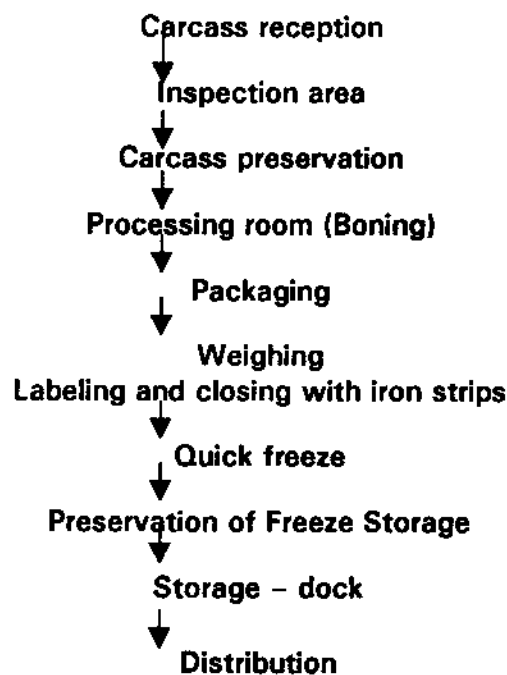 Carcass reception
Inspection area
Carcass preservation
Processing room (Boning)
Packaging
Weighing
Labeling and closing with iron strips
Quick freeze
Preservation of Freeze Storage
Storage – dock
Distribution